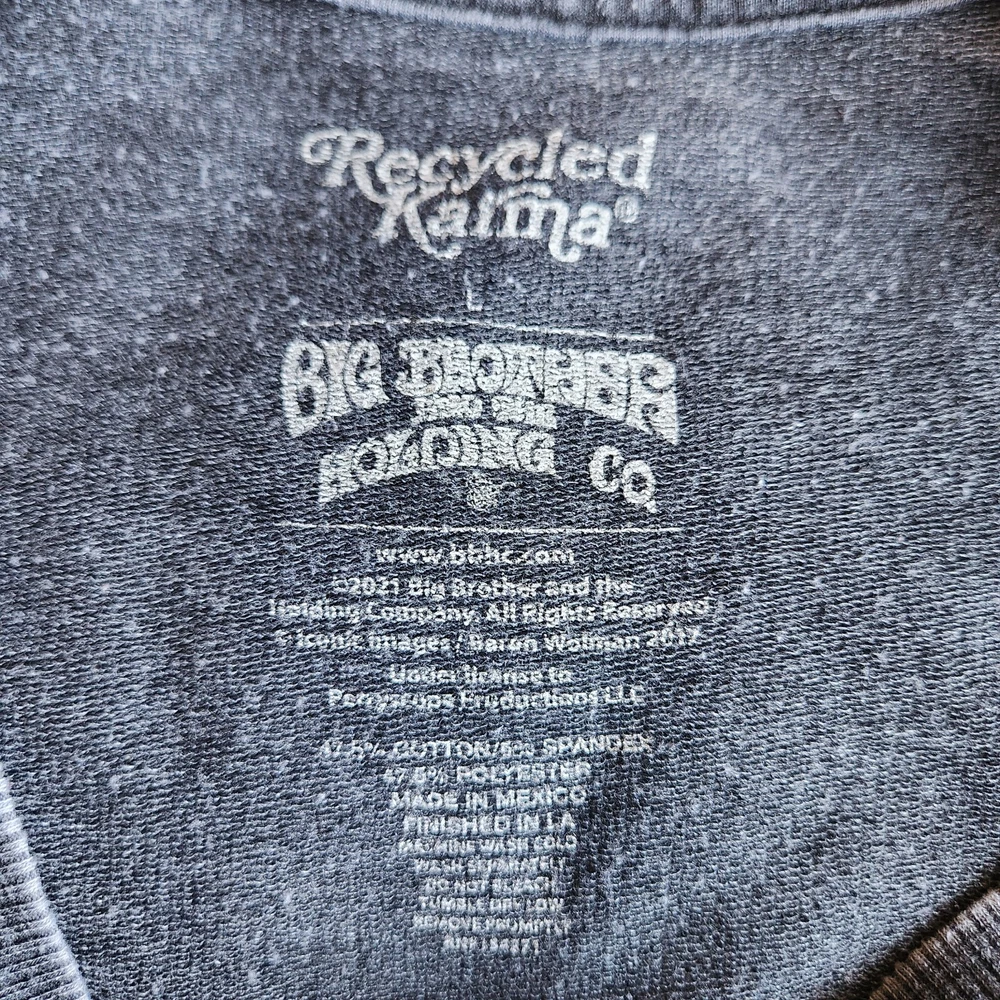 Recycled
Karma®
L
BIG BROTHER
AND THE
HOLDING CO.
www.bbhc.com
©2021 Big Brother and the
Holding Company. All Rights Reserved
© Iconic Images / Baron Wolman 2017
Under license to
Perryscope Productions LLC
47.5% COTTON/5% SPANDEX
47.5% POLYESTER
MADE IN MEXICO
FINISHED IN LA
MACHINE WASH COLD
WASH SEPARATELY
DO NOT BLEACH
TUMBLE DRY LOW
REMOVE PROMPTLY